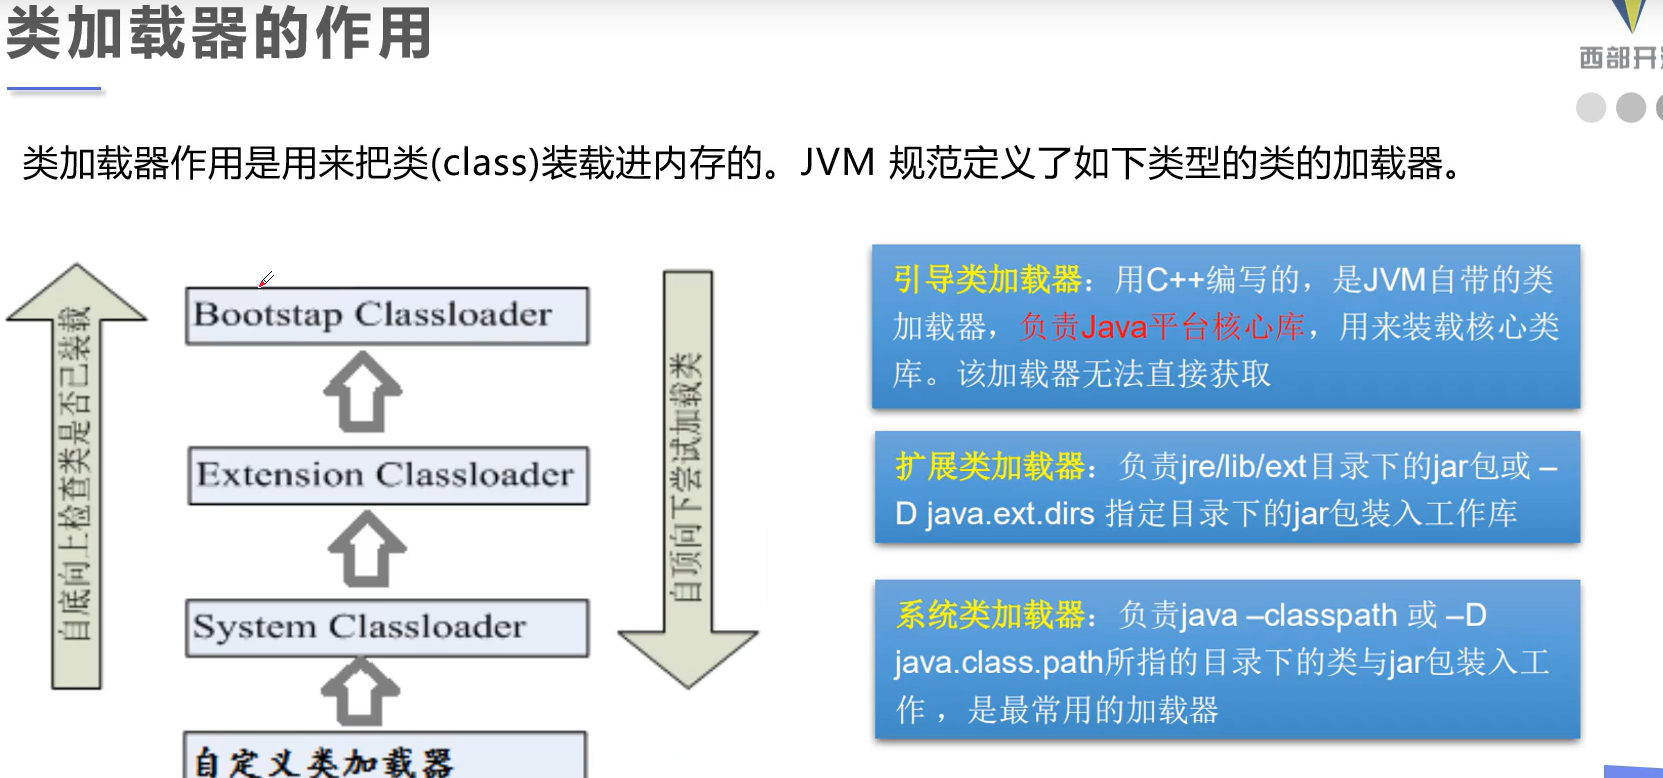 类加载器的作用
西部开
类加载器作用是用来把类(class)装载进内存的。JVM 规范定义了如下类型的类的加载器。
自底向上检查类是否已装载
Bootstap Classloader
Extension Classloader
System Classloader
自定义类加载器
自顶向下尝试加载类
引导类加载器：用C++编写的，是JVM自带的类
加载器，负责Java平台核心库，用来装载核心类
库。该加载器无法直接获取
扩展类加载器：负责jre/lib/ext目录下的jar包或 –
D java.ext.dirs 指定目录下的jar包装入工作库
系统类加载器：负责java –classpath 或 –D
java.class.path所指的目录下的类与jar包装入工
作 ，是最常用的加载器